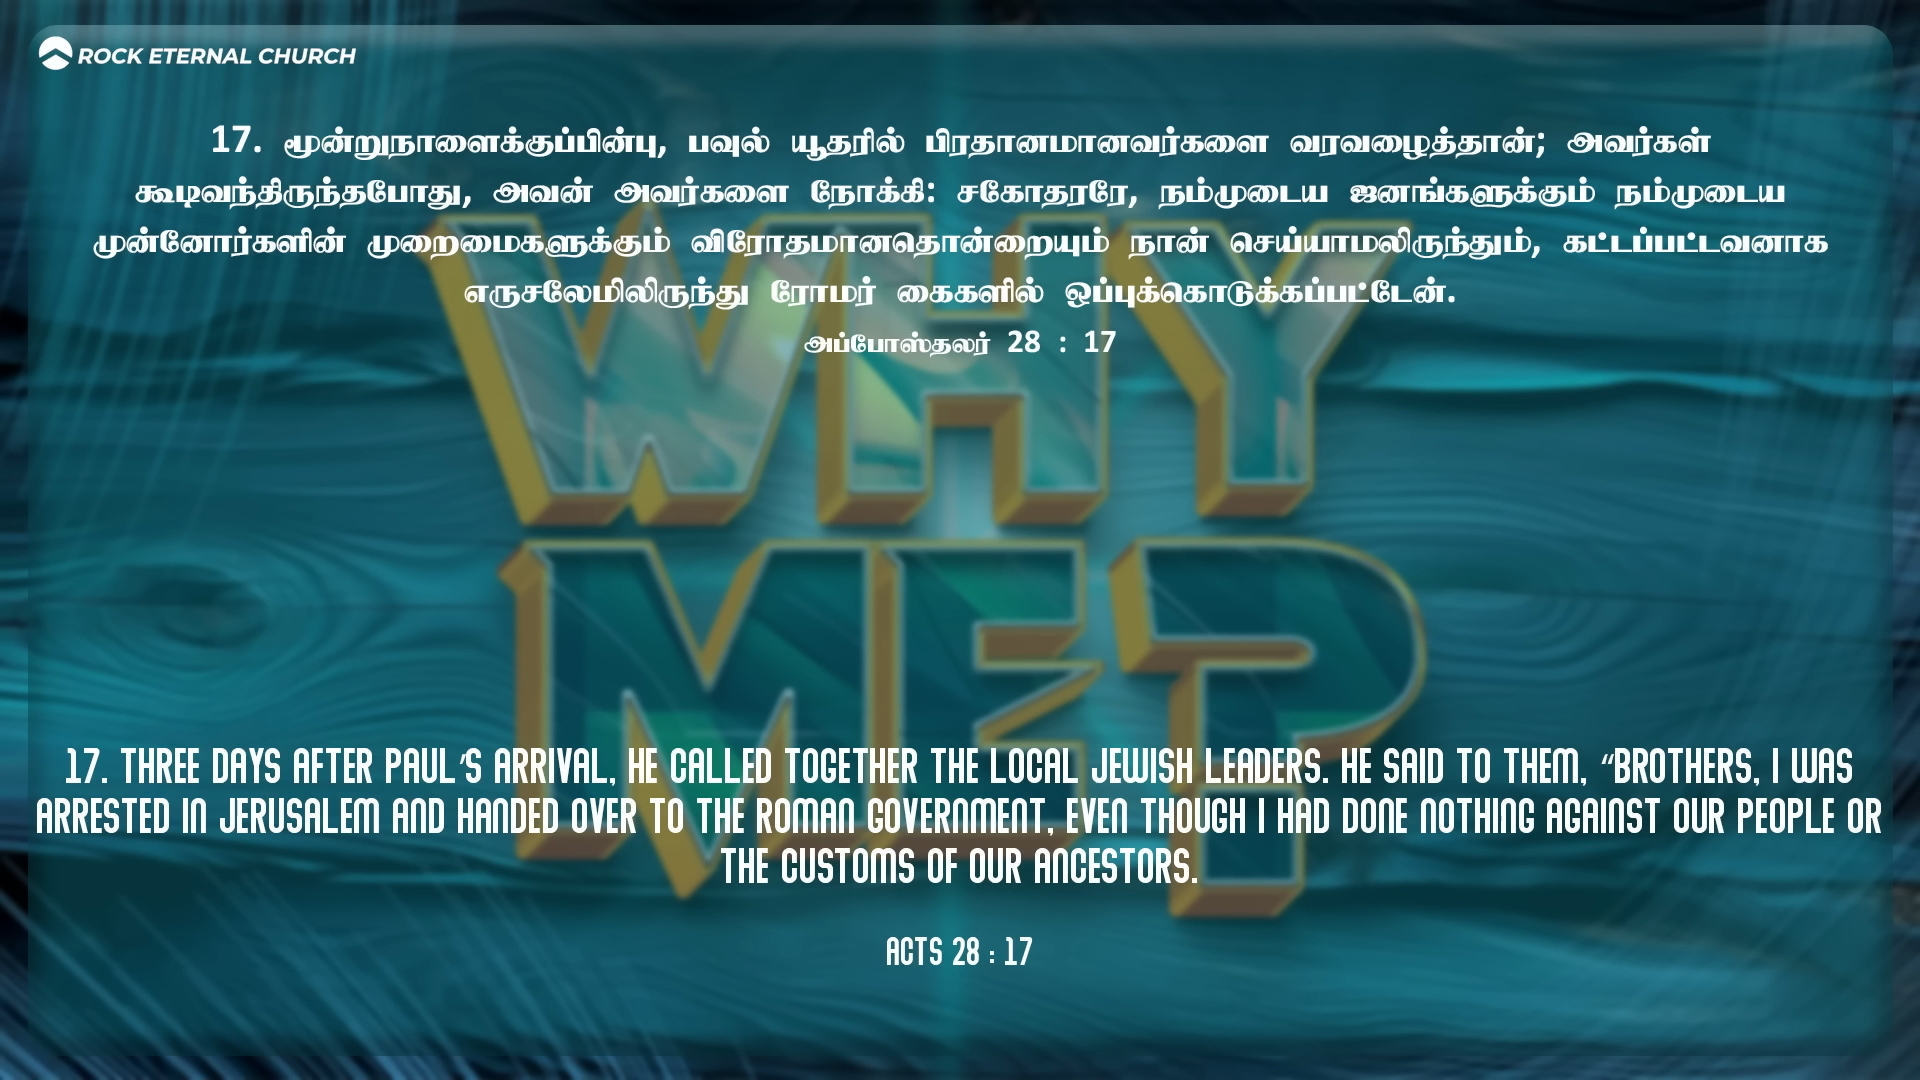 ROCK ETERNAL CHURCH
17. மூன்றுநாளைக்குப்பின்பு, பவுல் யூதரில் பிரதானமானவர்களை வரவழைத்தான்; அவர்கள்
கூடிவந்திருந்தபோது, அவன் அவர்களை நோக்கி: சகோதரரே, நம்முடைய ஜனங்களுக்கும் நம்முடைய
முன்னோர்களின் முறைமைகளுக்கும் விரோதமானதொன்றையும் நான் செய்யாமலிருந்தும், கட்டப்பட்டவனாக
எருசலேமிலிருந்து ரோமர் கைகளில் ஒப்புக்கொடுக்கப்பட்டேன்.
அப்போஸ்தலர் 28 : 17
WHY
ME?
17. THREE DAYS AFTER PAUL'S ARRIVAL, HE CALLED TOGETHER THE LOCAL JEWISH LEADERS. HE SAID TO THEM, “BROTHERS, I WAS
ARRESTED IN JERUSALEM AND HANDED OVER TO THE ROMAN GOVERNMENT, EVEN THOUGH I HAD DONE NOTHING AGAINST OUR PEOPLE OR
THE CUSTOMS OF OUR ANCESTORS.
ACTS 28 : 17